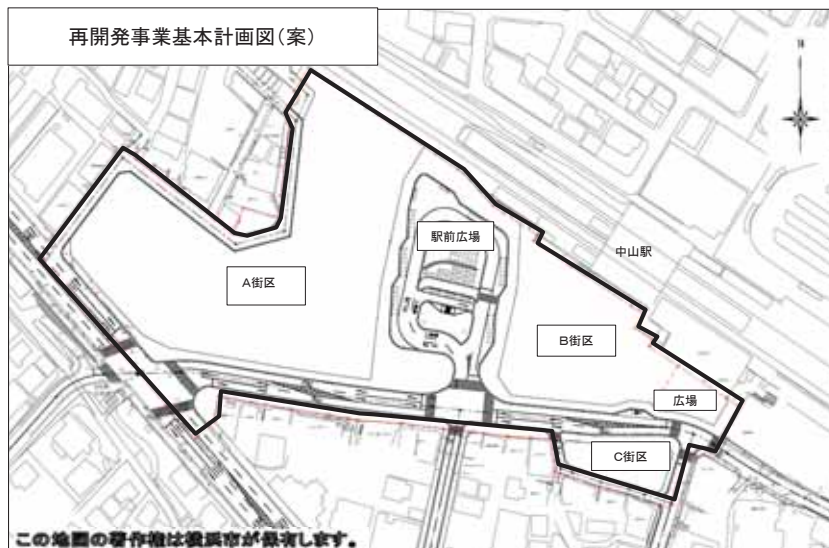 再開発事業基本計画図(案)
N
駅前広場
中山駅
A街区
B街区
広場
C街区
この地図の著作権は横浜市が保有します。